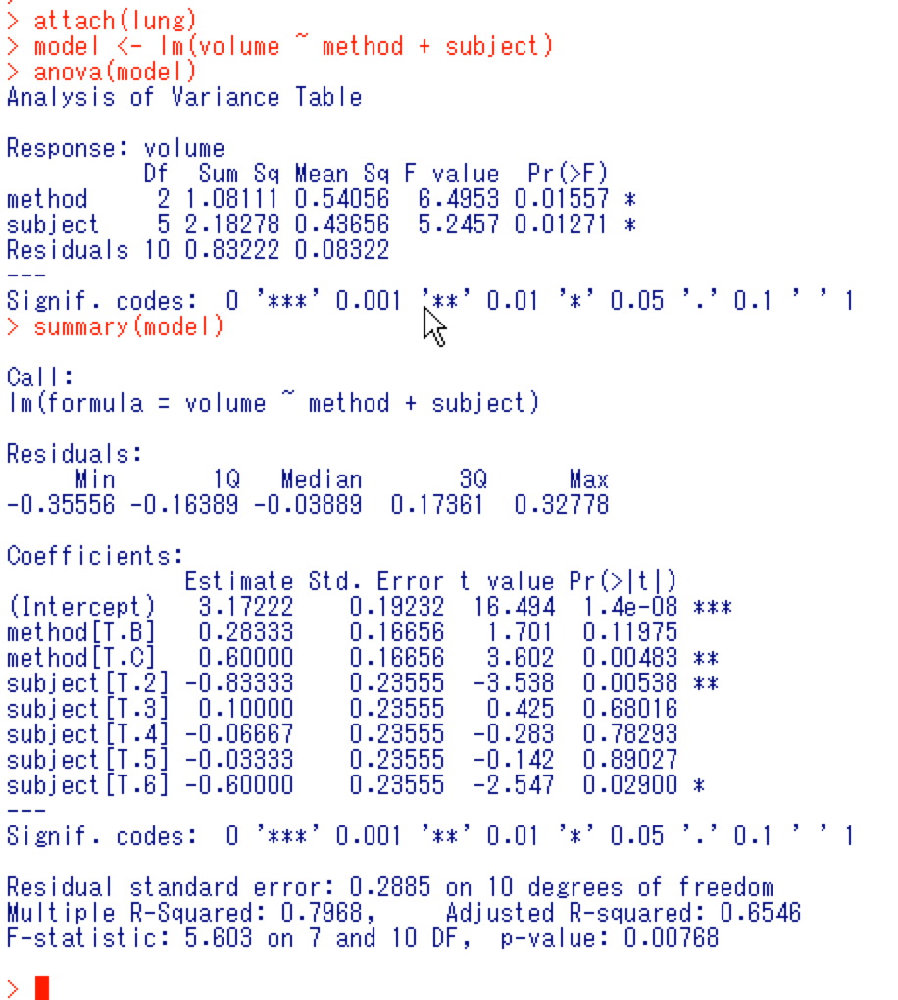 > attach(lung)
> model <- lm(volume ~ method + subject)
> anova(model)
Analysis of Variance Table

Response: volume
          Df  Sum Sq Mean Sq F value  Pr(>F)
method     2 1.08111 0.54056  6.4953 0.01557 *
subject    5 2.18278 0.43656  5.2457 0.01271 *
Residuals 10 0.83222 0.08322
---
Signif. codes:  0 '***' 0.001 '**' 0.01 '*' 0.05 '.' 0.1 ' ' 1
> summary(model)

Call:
lm(formula = volume ~ method + subject)

Residuals:
     Min       1Q   Median       3Q      Max
-0.35556 -0.16389 -0.03889  0.17361  0.32778

Coefficients:
             Estimate Std. Error t value Pr(>|t|)
(Intercept)   3.17222    0.19232  16.494  1.4e-08 ***
method[T.B]   0.28333    0.16656   1.701  0.11975
method[T.C]   0.60000    0.16656   3.602  0.00483 **
subject[T.2] -0.83333    0.23555  -3.538  0.00538 **
subject[T.3]  0.10000    0.23555   0.425  0.68016
subject[T.4] -0.06667    0.23555  -0.283  0.78293
subject[T.5] -0.03333    0.23555  -0.142  0.89027
subject[T.6] -0.60000    0.23555  -2.547  0.02900 *
---
Signif. codes:  0 '***' 0.001 '**' 0.01 '*' 0.05 '.' 0.1 ' ' 1

Residual standard error: 0.2885 on 10 degrees of freedom
Multiple R-Squared: 0.7968,     Adjusted R-squared: 0.6546
F-statistic: 5.603 on 7 and 10 DF,  p-value: 0.00768

>